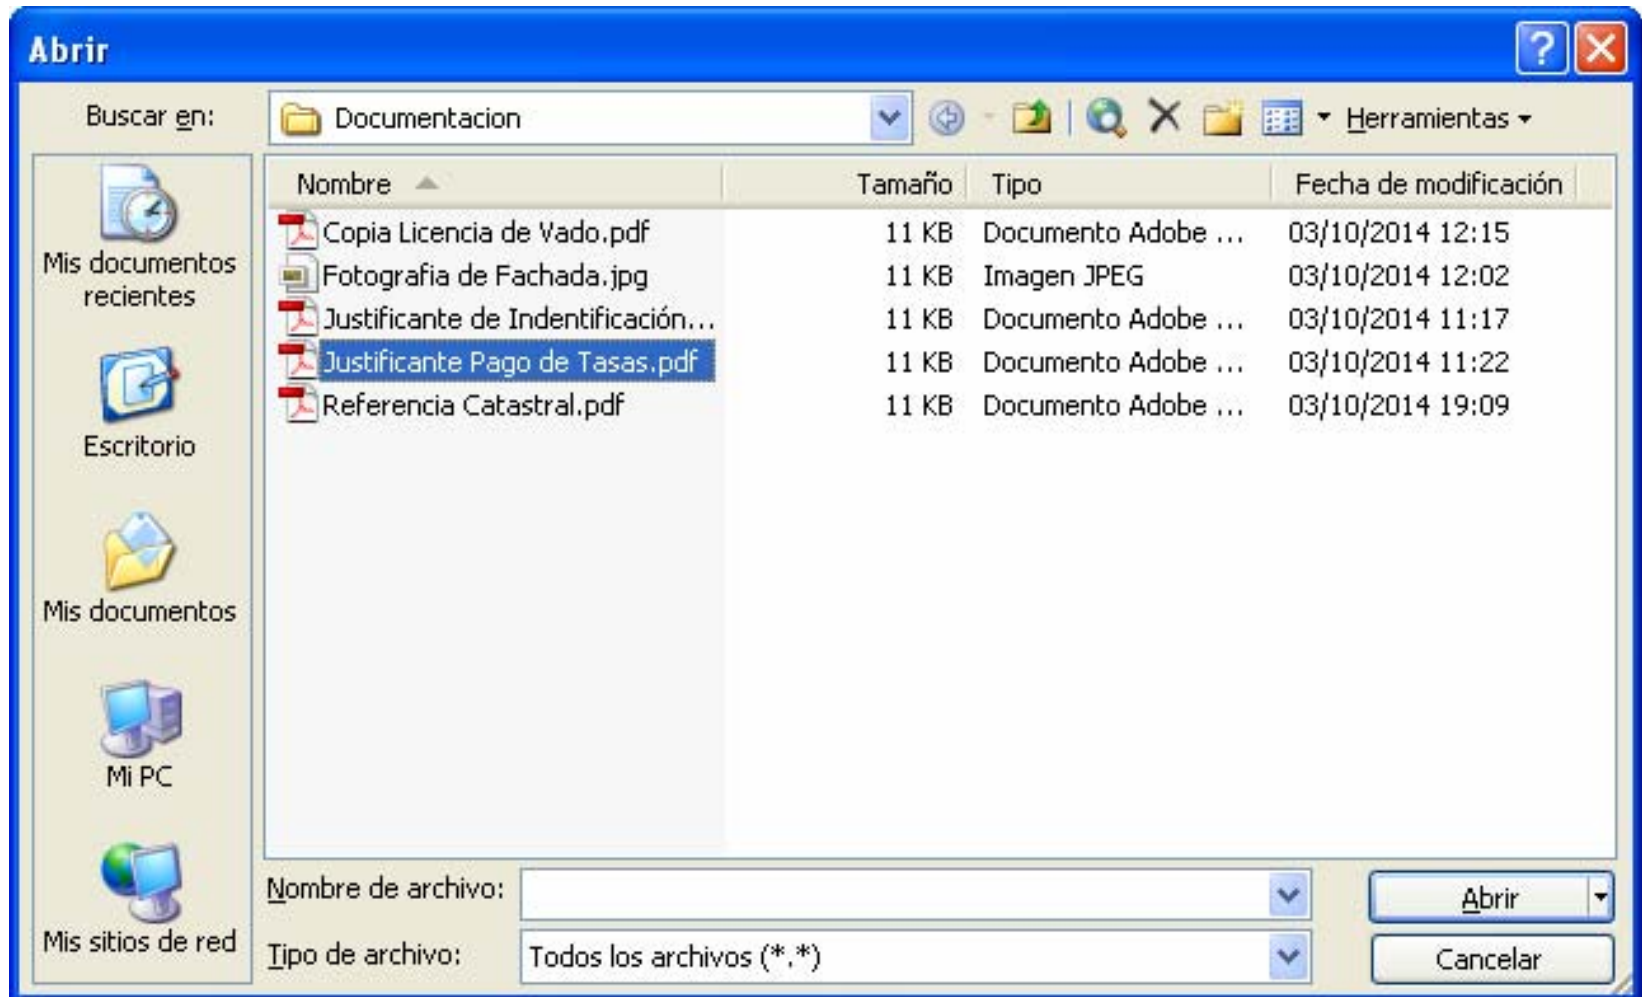 Abrir
Buscar en: Documentacion Herramientas
Nombre Tamaño Tipo Fecha de modificación
Copia Licencia de Vado.pdf 11 KB Documento Adobe ... 03/10/2014 12:15
Fotografia de Fachada.jpg 11 KB Imagen JPEG 03/10/2014 12:02
Justificante de Indentificación... 11 KB Documento Adobe ... 03/10/2014 11:17
Justificante Pago de Tasas.pdf 11 KB Documento Adobe ... 03/10/2014 11:22
Referencia Catastral.pdf 11 KB Documento Adobe ... 03/10/2014 19:09
Mis documentos
recientes
Escritorio
Mis documentos
Mi PC
Mis sitios de red
Nombre de archivo: Abrir
Tipo de archivo: Todos los archivos (*.*) Cancelar